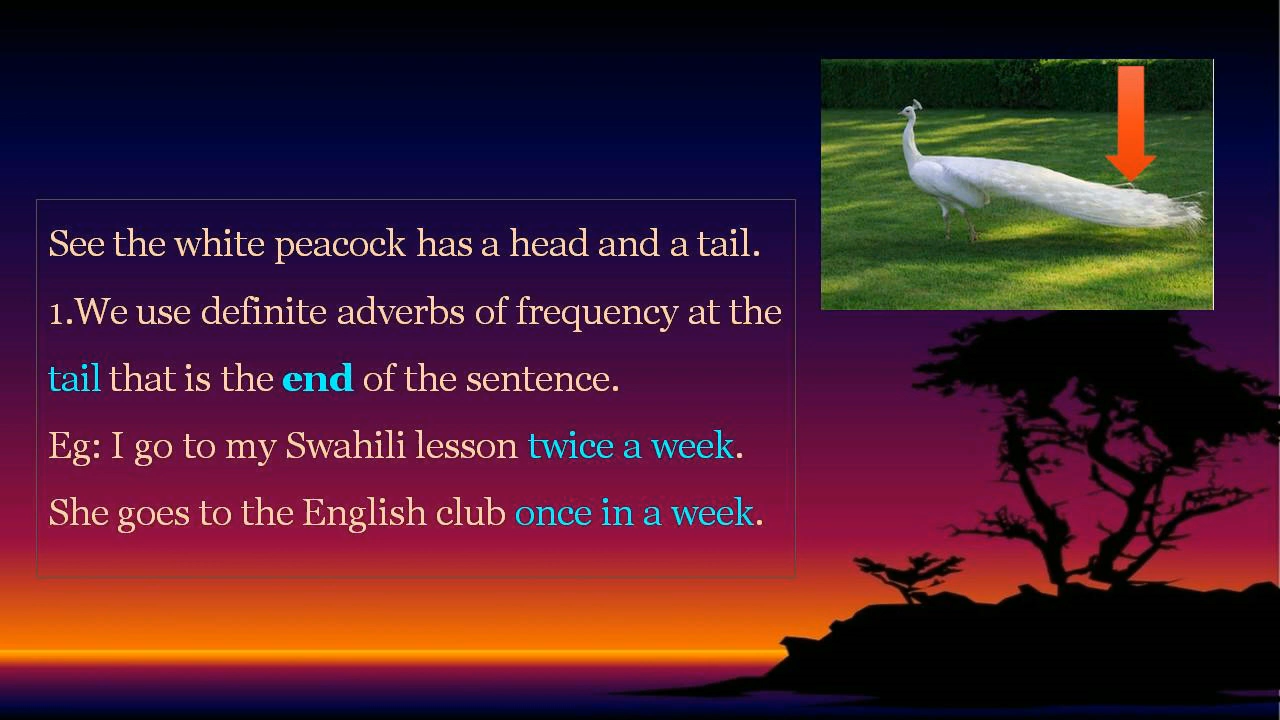 See the white peacock has a head and a tail.
1.We use definite adverbs of frequency at the
tail that is the end of the sentence.
Eg: I go to my Swahili lesson twice a week.
She goes to the English club once in a week.